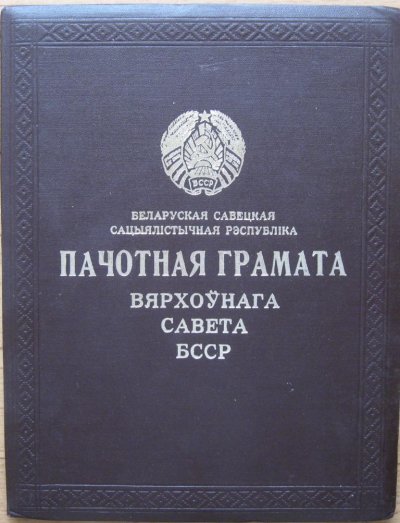 БССР
БЕЛАРУСКАЯ САВЕЦКАЯ
САЦЫЯЛІСТЫЧНАЯ РЭСПУБЛІКА
ПАЧОТНАЯ ГРАМАТА
ВЯРХОЎНАГА
САВЕТА
БССР